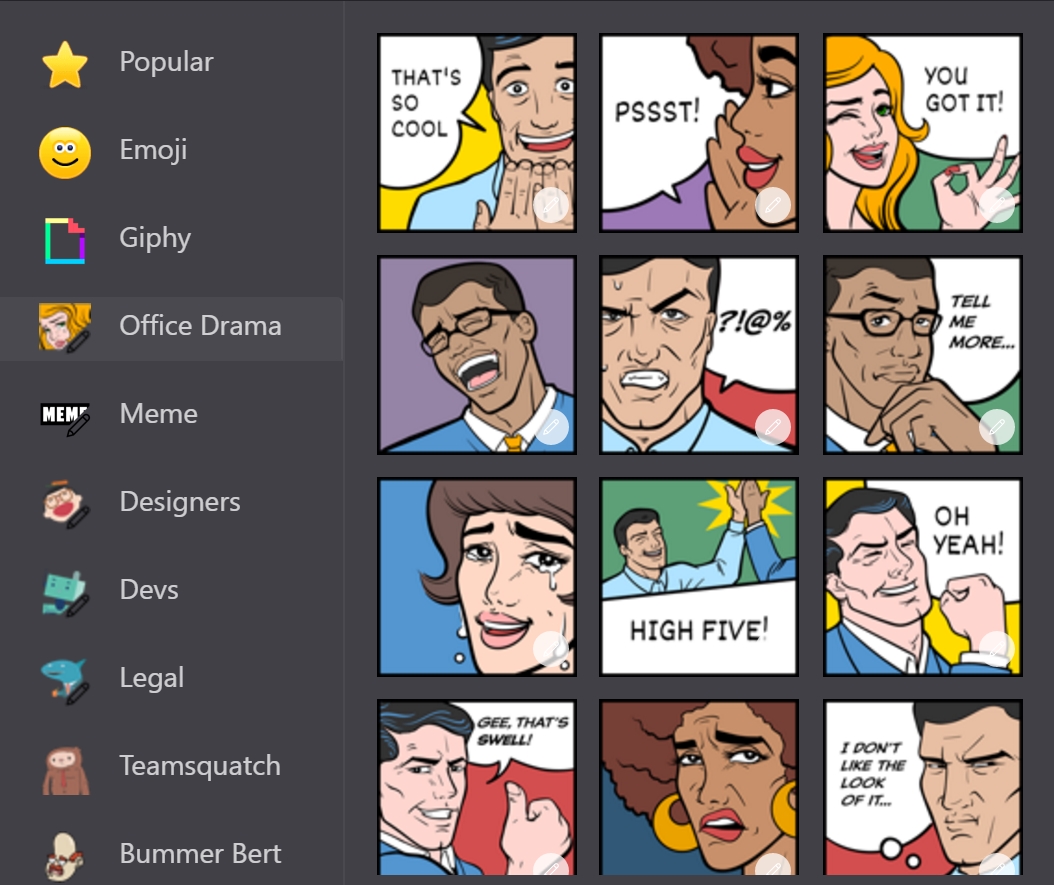 Popular
Emoji
Giphy
Office Drama
MEME
Meme
Designers
Devs
Legal
Teamsquatch
Bummer Bert
THAT'S
SO
COOL
PSSST!
YOU
GOT IT!
?!@%
TELL
ME
MORE...
HIGH FIVE!
OH
YEAH!
GEE, THAT'S
SWELL!
I DON'T
LIKE THE
LOOK
OF IT...